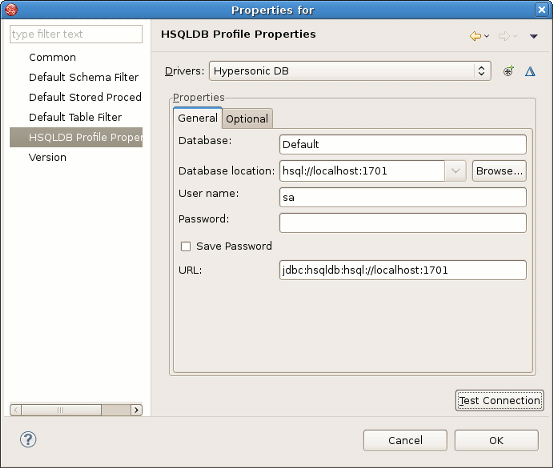 Properties for
type filter text
Common
Default Schema Filter
Default Stored Proced
Default Table Filter
HSQLDB Profile Proper
Version
HSQLDB Profile Properties
Drivers: Hypersonic DB
Properties
General Optional
Database: Default
Database location: hsql://localhost:1701 Browse...
User name: sa
Password:
Save Password
URL: jdbc:hsqldb:hsql://localhost:1701
Test Connection
Cancel OK